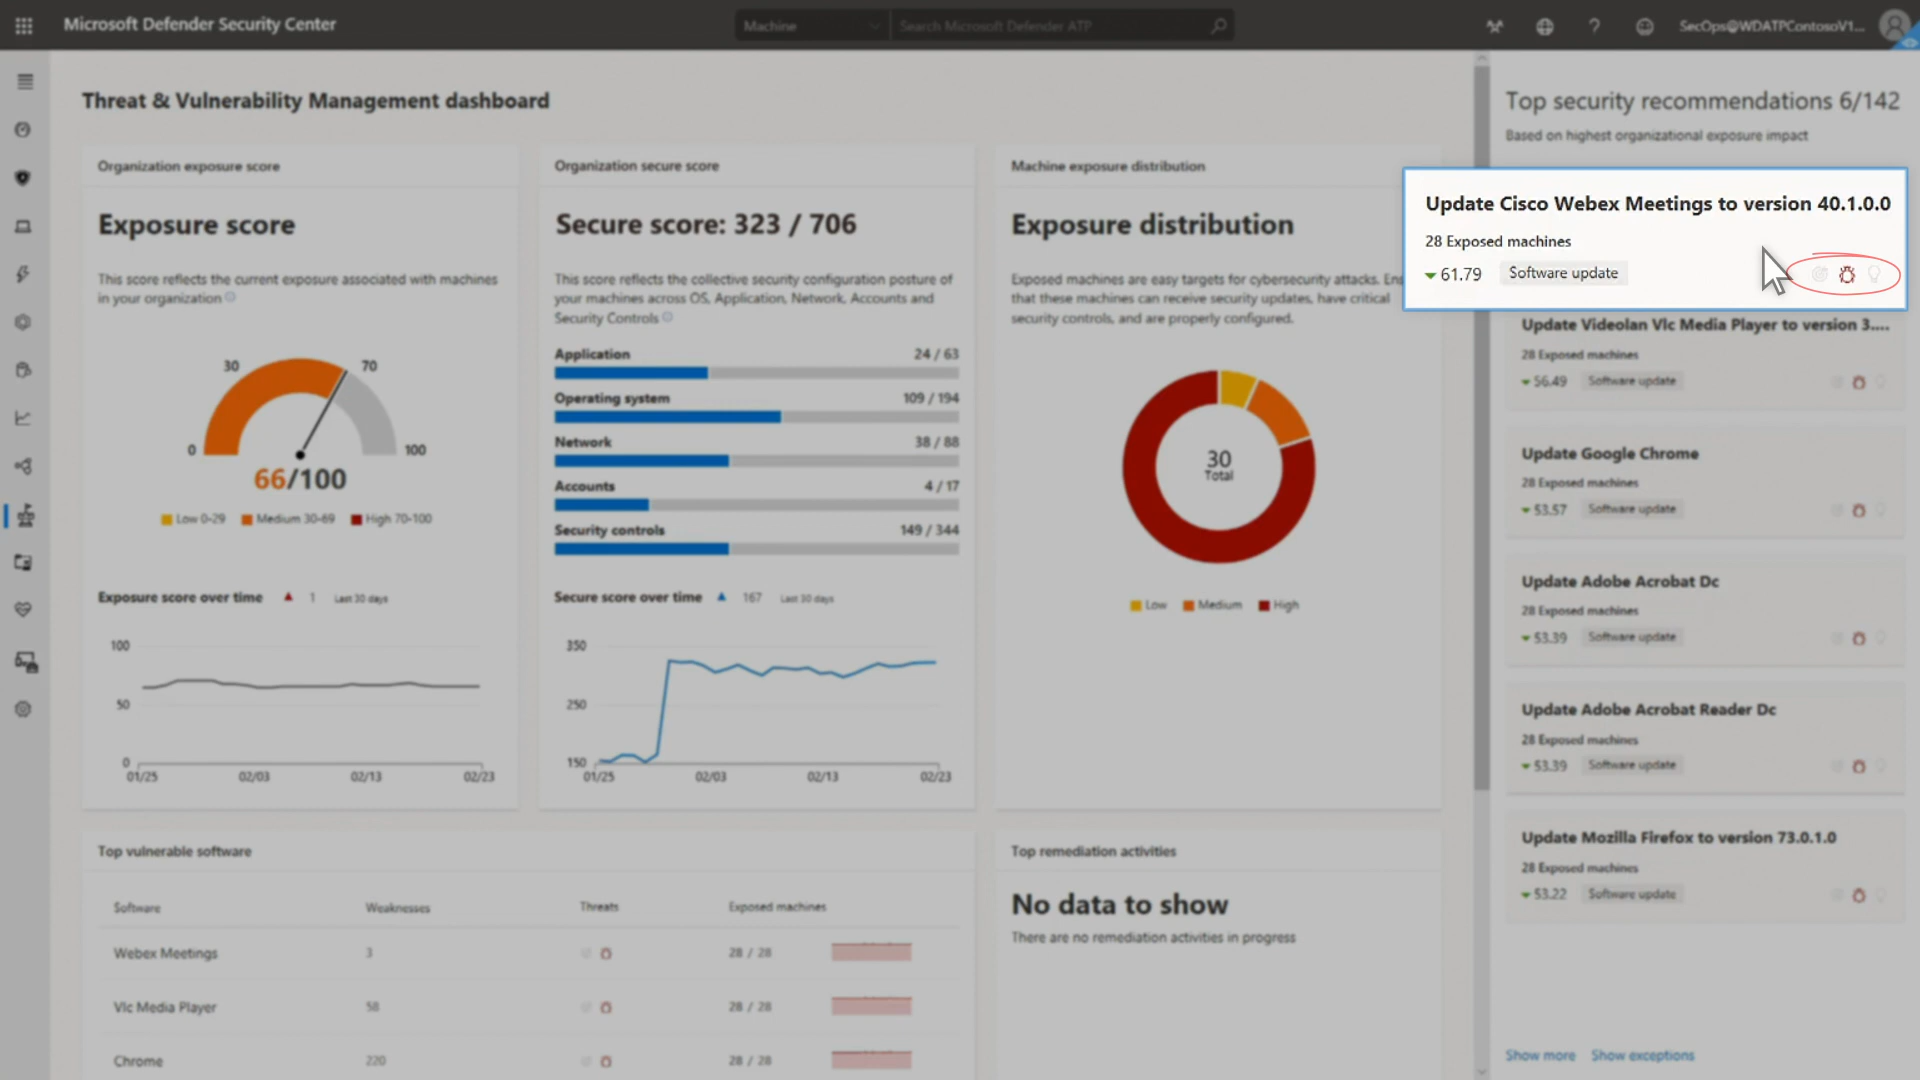 Microsoft Defender Security Center
Machine
Search Microsoft Defender ATP
SecOps@WDATPContosoV1...
Threat & Vulnerability Management dashboard
Organization exposure score
Exposure score
This score reflects the current exposure associated with machines
in your organization
30
70
0
100
66/100
Low 0-29
Medium 30-69
High 70-100
Exposure score over time
1
Last 30 days
100
50
0
01/25
02/03
02/13
02/23
Organization secure score
Secure score: 323 / 706
This score reflects the collective security configuration posture of
your machines across OS, Application, Network, Accounts and
Security Controls
Application
24 / 63
Operating system
109 / 194
Network
38 / 88
Accounts
4 / 17
Security controls
149 / 344
Secure score over time
167
Last 30 days
350
250
150
01/25
02/03
02/13
02/23
Machine exposure distribution
Exposure distribution
Exposed machines are easy targets for cybersecurity attacks. Ens
that these machines can receive security updates, have critical
security controls, and are properly configured.
30
Total
Low
Medium
High
Top vulnerable software
Software
Weaknesses
Threats
Exposed machines
Webex Meetings
3
28 / 28
Vlc Media Player
58
28 / 28
Chrome
220
28 / 28
Top remediation activities
No data to show
There are no remediation activities in progress
Top security recommendations 6/142
Based on highest organizational exposure impact
Update Cisco Webex Meetings to version 40.1.0.0
28 Exposed machines
61.79
Software update
Update Videolan Vlc Media Player to version 3....
28 Exposed machines
56.49
Software update
Update Google Chrome
28 Exposed machines
53.57
Software update
Update Adobe Acrobat Dc
28 Exposed machines
53.39
Software update
Update Adobe Acrobat Reader Dc
28 Exposed machines
53.39
Software update
Update Mozilla Firefox to version 73.0.1.0
28 Exposed machines
53.22
Software update
Show more
Show exceptions